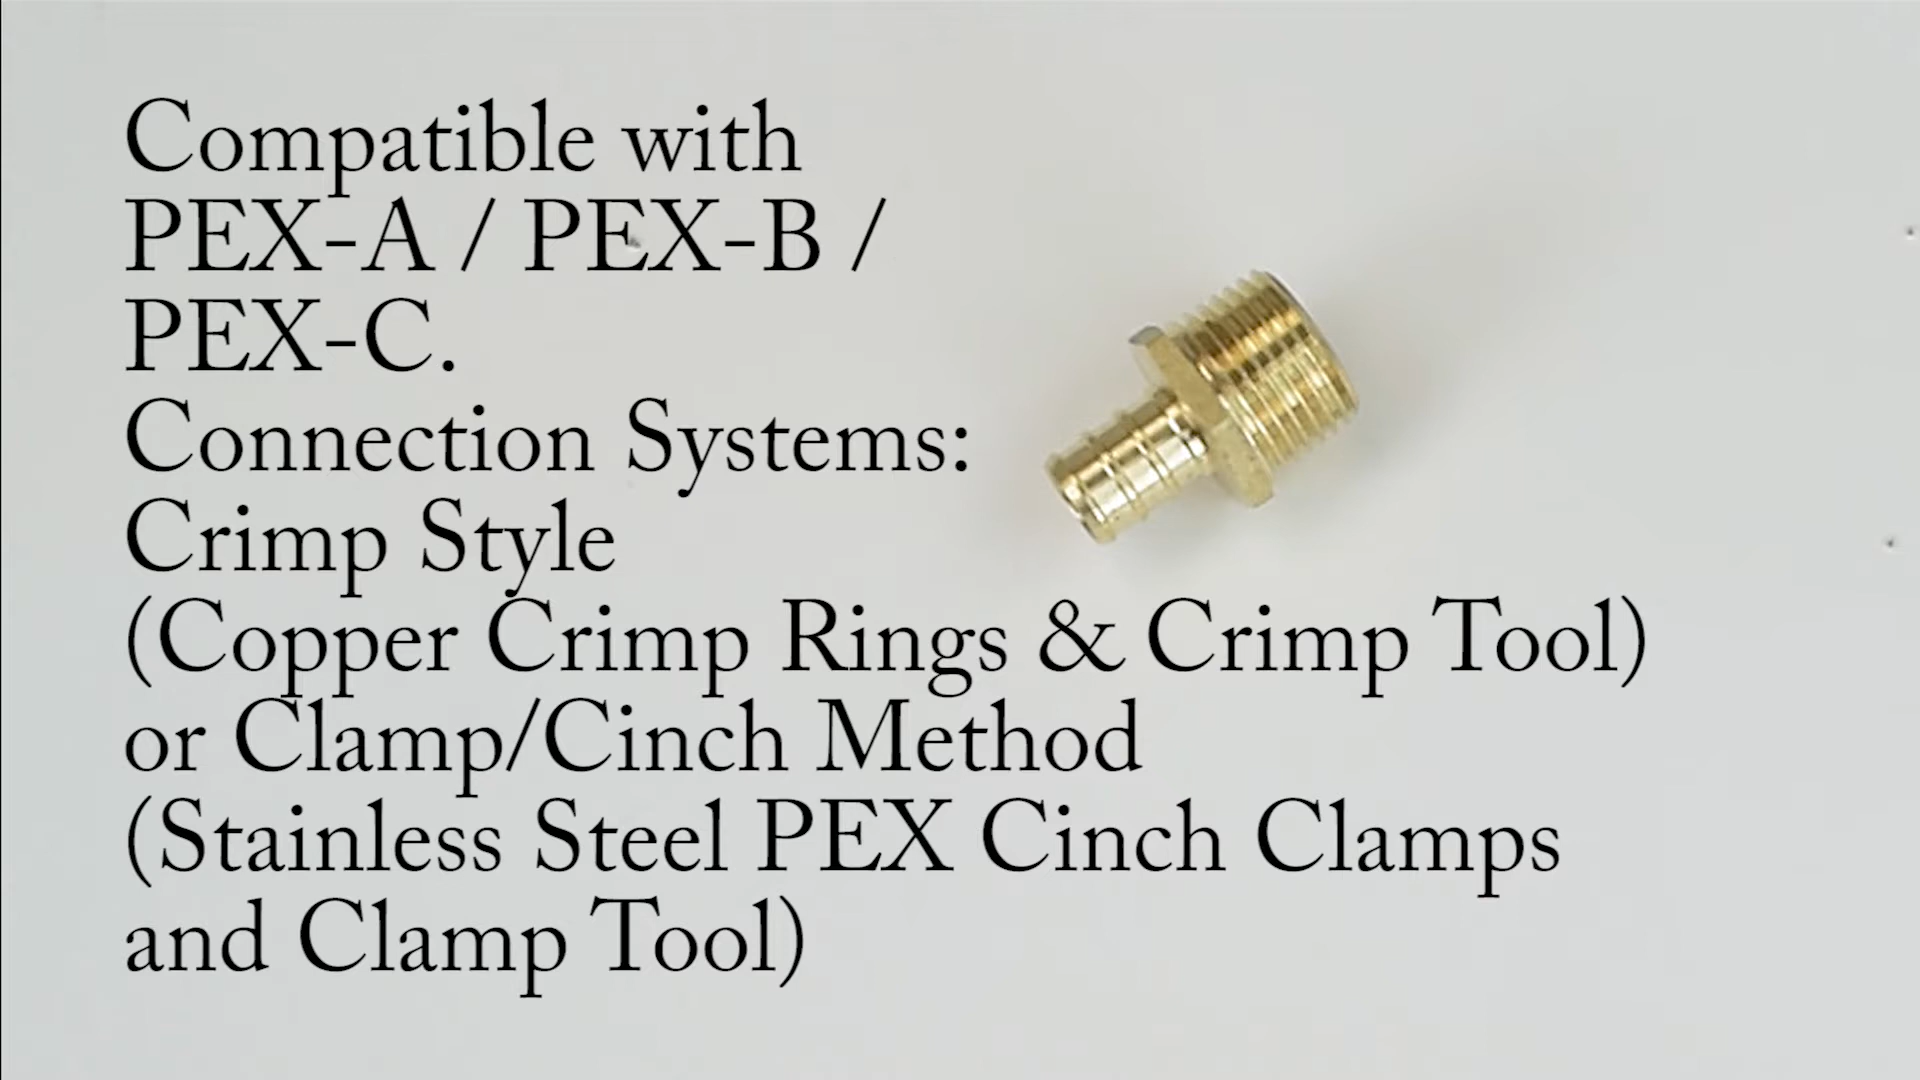 Compatible with
PEX-A / PEX-B /
PEX-C.
Connection Systems:
Crimp Style
(Copper Crimp Rings & Crimp Tool)
or Clamp/Cinch Method
(Stainless Steel PEX Cinch Clamps
and Clamp Tool)